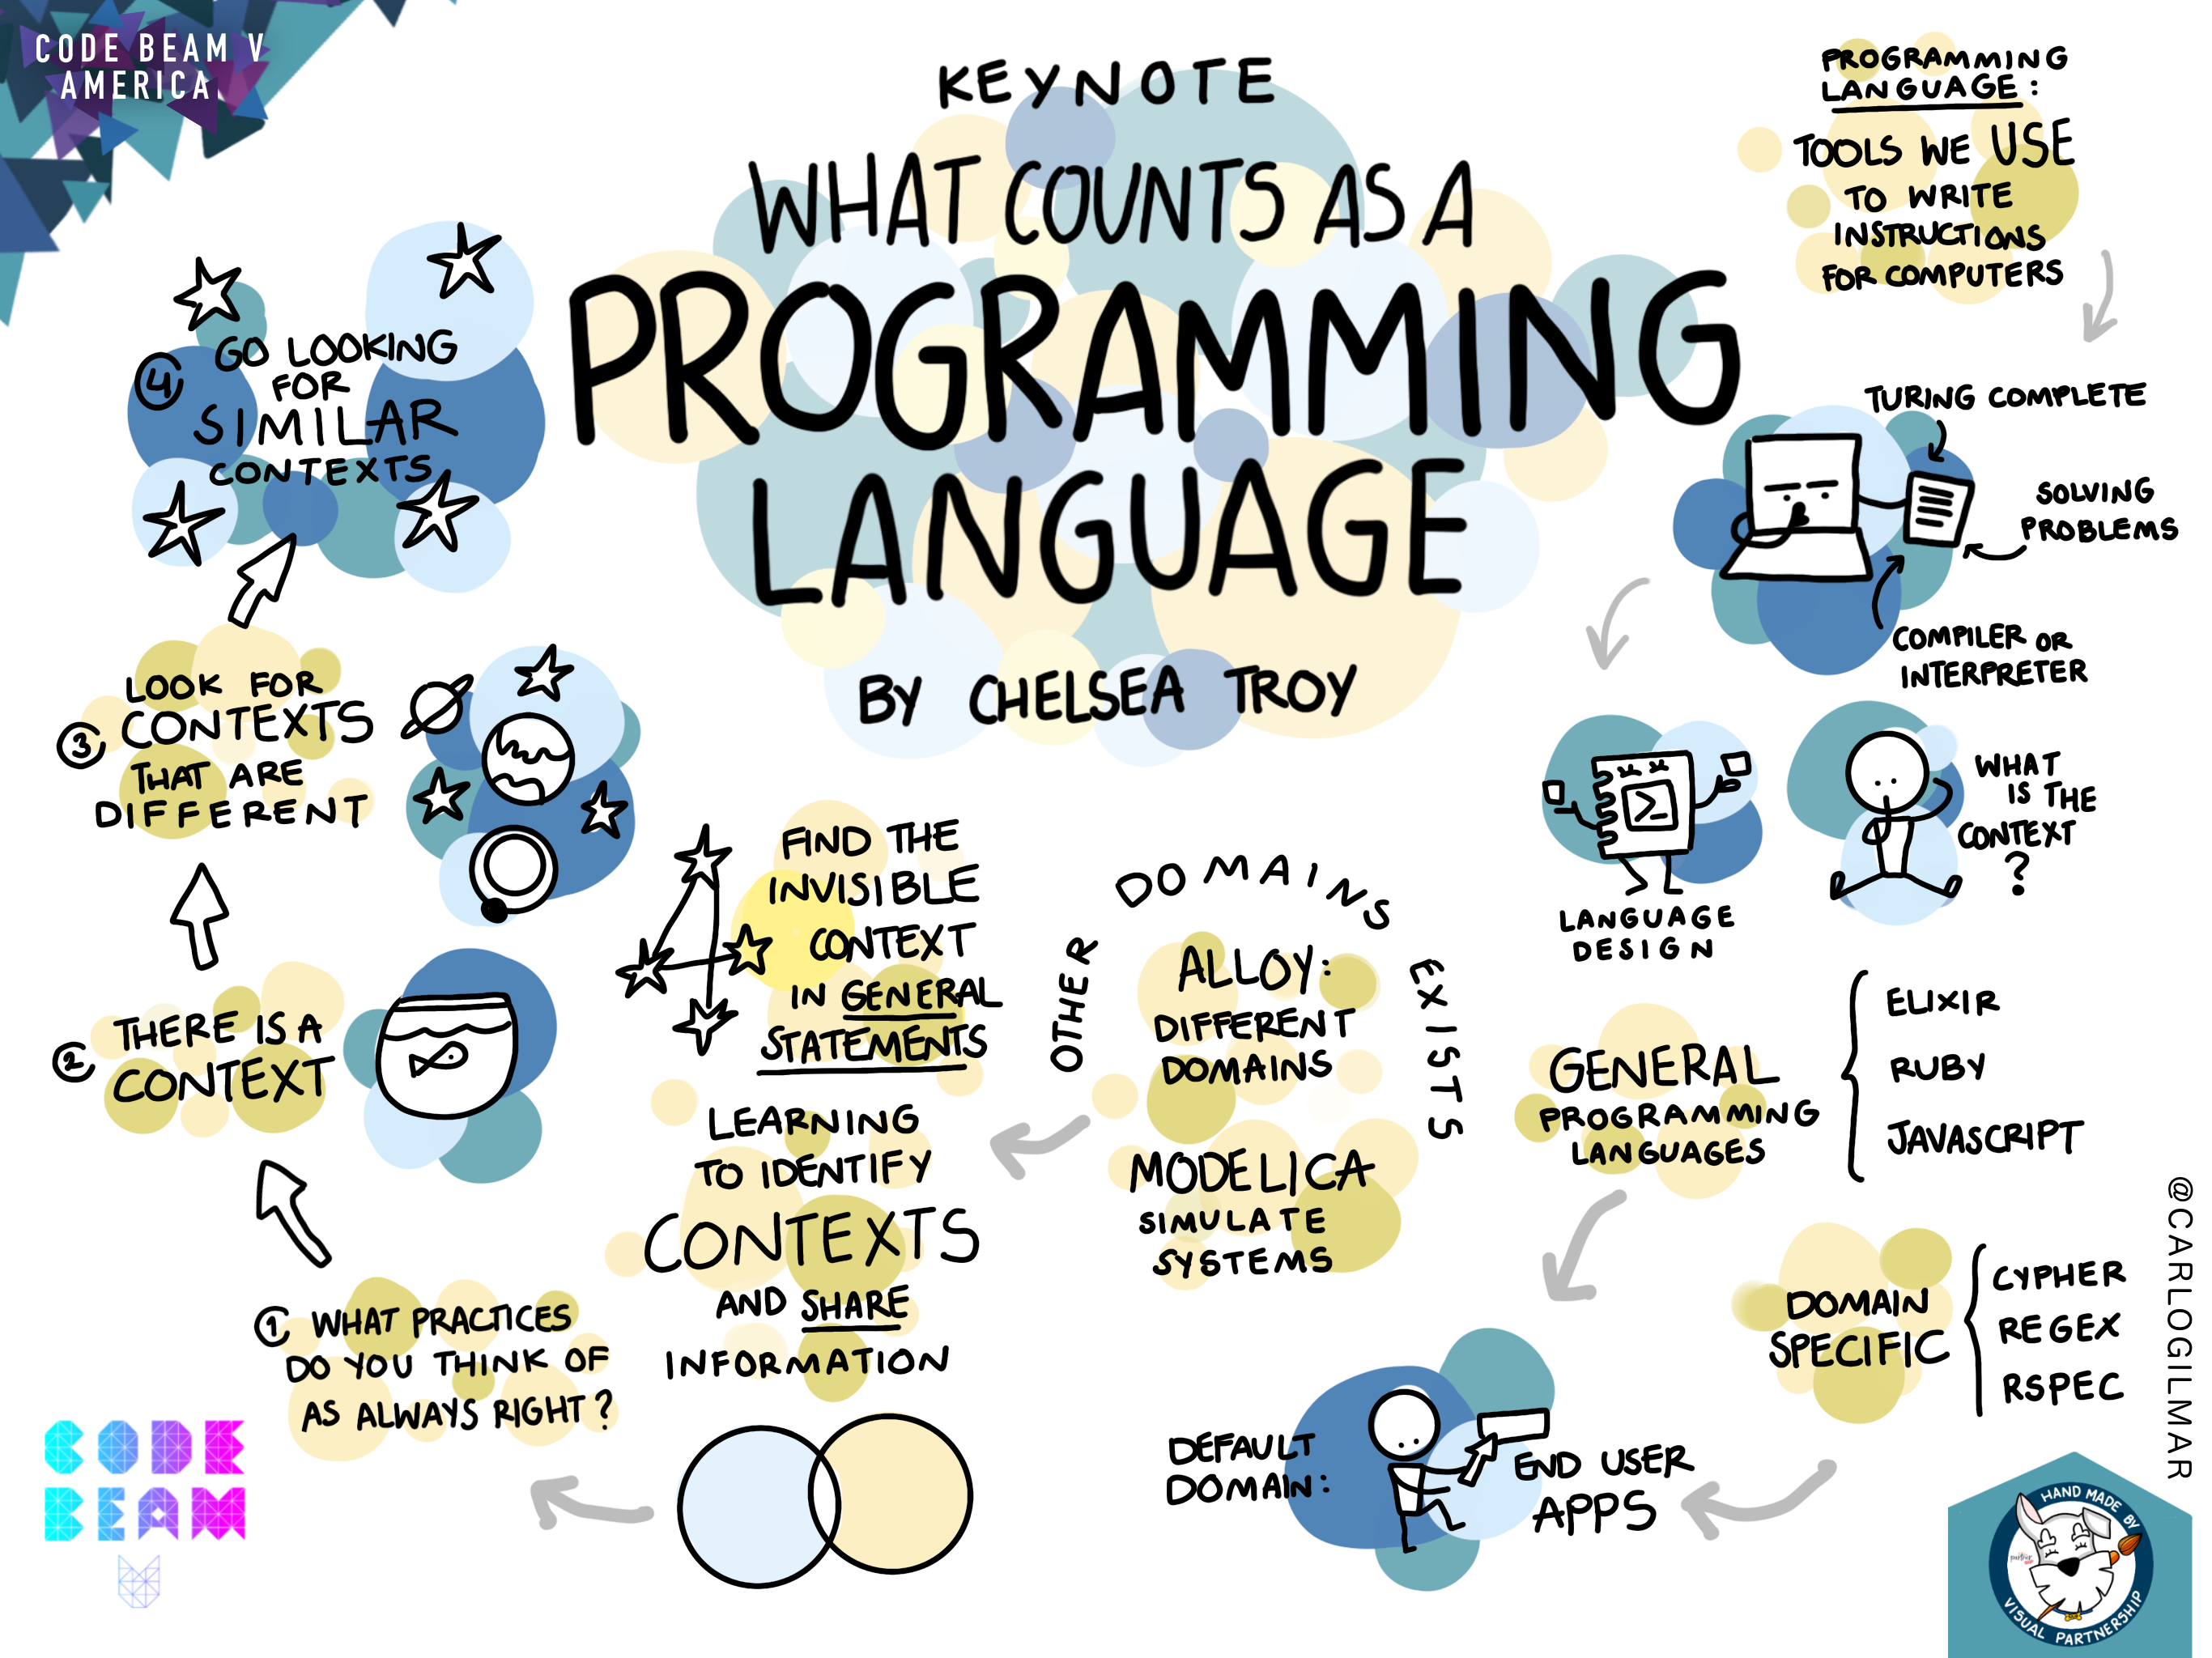 CODE BEAM V
AMERICA
KEYNOTE
WHAT COUNTS AS A
PROGRAMMING
LANGUAGE
BY CHELSEA TROY
PROGRAMMING
LANGUAGE:
TOOLS WE USE
TO WRITE
INSTRUCTIONS
FOR COMPUTERS
TURING COMPLETE
SOLVING
PROBLEMS
COMPILER OR
INTERPRETER
LANGUAGE
DESIGN
WHAT
IS THE
CONTEXT
?
GENERAL
PROGRAMMING
LANGUAGES
ELIXIR
RUBY
JAVASCRIPT
DOMAIN
SPECIFIC
CYPHER
REGEX
RSPEC
DEFAULT
DOMAIN:
END USER
APPS
OTHER DOMAINS EXISTS
ALLOY:
DIFFERENT
DOMAINS
MODELICA
SIMULATE
SYSTEMS
FIND THE
INVISIBLE
CONTEXT
IN GENERAL
STATEMENTS
LEARNING
TO IDENTIFY
CONTEXTS
AND SHARE
INFORMATION
1 WHAT PRACTICES
DO YOU THINK OF
AS ALWAYS RIGHT?
2 THERE IS A
CONTEXT
3 LOOK FOR
CONTEXTS
THAT ARE
DIFFERENT
4 GO LOOKING
FOR
SIMILAR
CONTEXTS
CODE
BEAM
V
@CARLOGILMAR
HAND MADE BY
VISUAL PARTNERSHIP